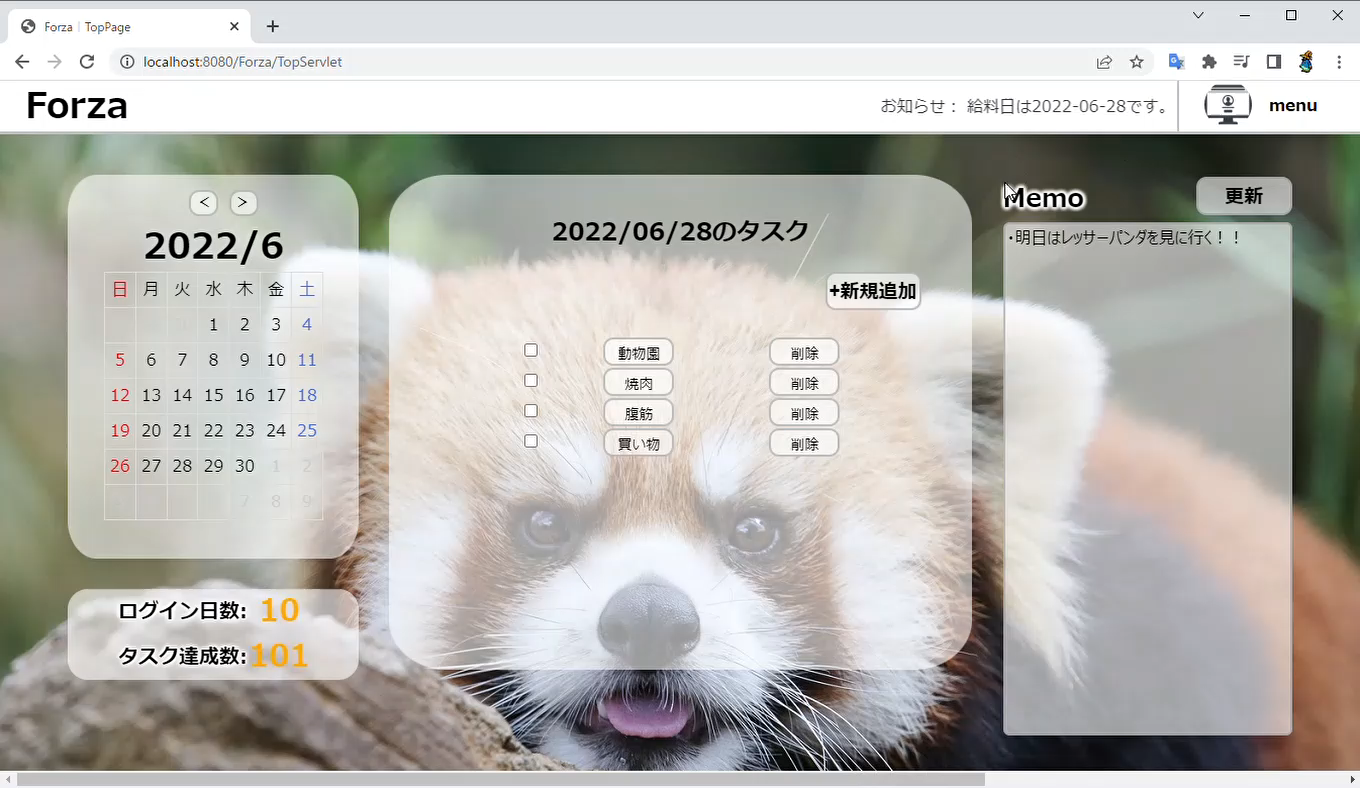 Forza | TopPage
localhost:8080/Forza/TopServlet
Forza
お知らせ： 給料日は2022-06-28です。
menu
< >
2022/6
日 月 火 水 木 金 土
1 2 3 4
5 6 7 8 9 10 11
12 13 14 15 16 17 18
19 20 21 22 23 24 25
26 27 28 29 30 1 2
7 8 9
ログイン日数: 10
タスク達成数: 101
2022/06/28のタスク
+新規追加
動物園 削除
焼肉 削除
腹筋 削除
買い物 削除
Memo
更新
・明日はレッサーパンダを見に行く！！